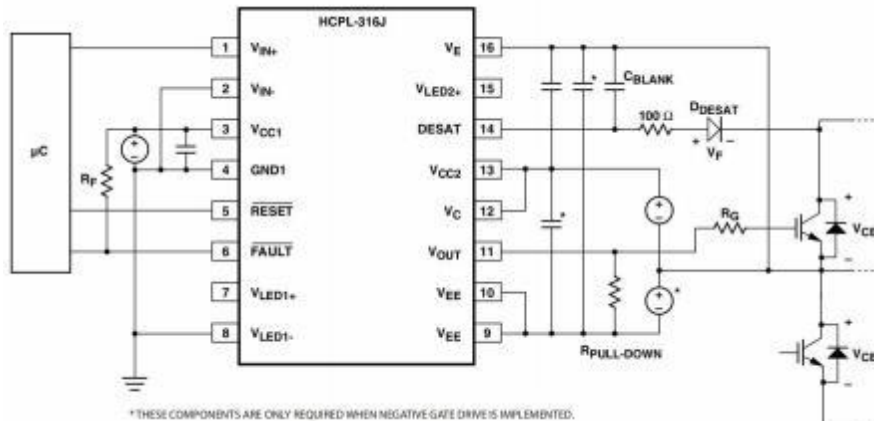 HCPL-316J
µC
RF
1 VIN+
2 VIN-
3 VCC1
4 GND1
5 RESET
6 FAULT
7 VLED1+
8 VLED1-
VE 16
VLED2+ 15
DESAT 14
VCC2 13
VC 12
VOUT 11
VEE 10
VEE 9
*
CBLANK
100 Ω
DDESAT
+ VF -
+
-
*
+
-
*
RG
RPULL-DOWN
+
VCE
-
+
VCE
-
* THESE COMPONENTS ARE ONLY REQUIRED WHEN NEGATIVE GATE DRIVE IS IMPLEMENTED.